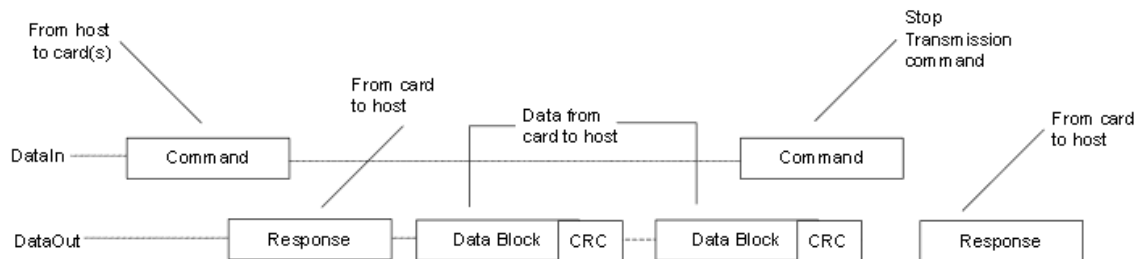 From host
to card(s)
Stop
Transmission
command
From card
to host
Data from
card to host
From card
to host
DataIn
Command
Command
DataOut
Response
Data Block
CRC
Data Block
CRC
Response